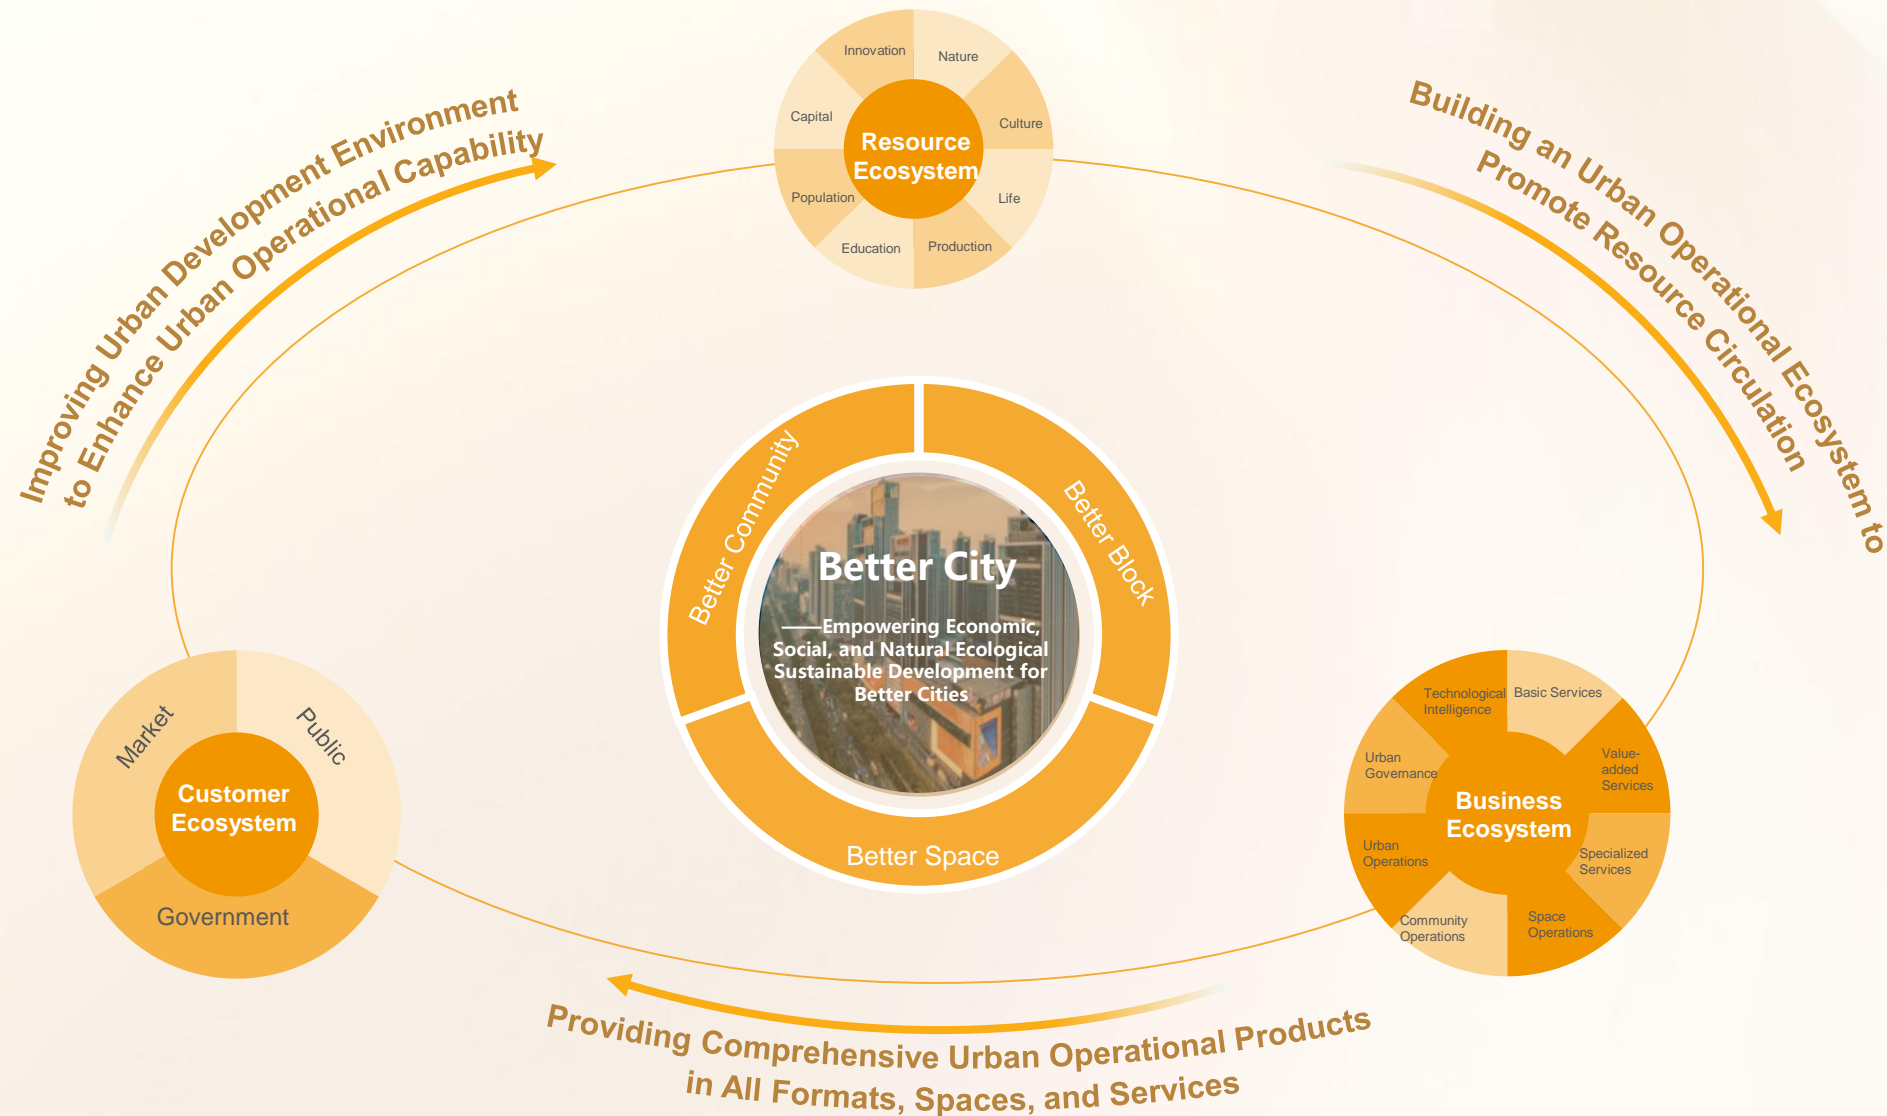 Improving Urban Development Environment
to Enhance Urban Operational Capability
Building an Urban Operational Ecosystem to
Promote Resource Circulation
Innovation
Nature
Capital
Culture
Resource
Ecosystem
Population
Life
Education
Production
Better Community
Better Block
Better City
——Empowering Economic,
Social, and Natural Ecological
Sustainable Development for
Better Cities
Better Space
Market
Public
Customer
Ecosystem
Government
Technological
Intelligence
Basic Services
Urban
Governance
Value-
added
Services
Business
Ecosystem
Urban
Operations
Specialized
Services
Community
Operations
Space
Operations
Providing Comprehensive Urban Operational Products
in All Formats, Spaces, and Services